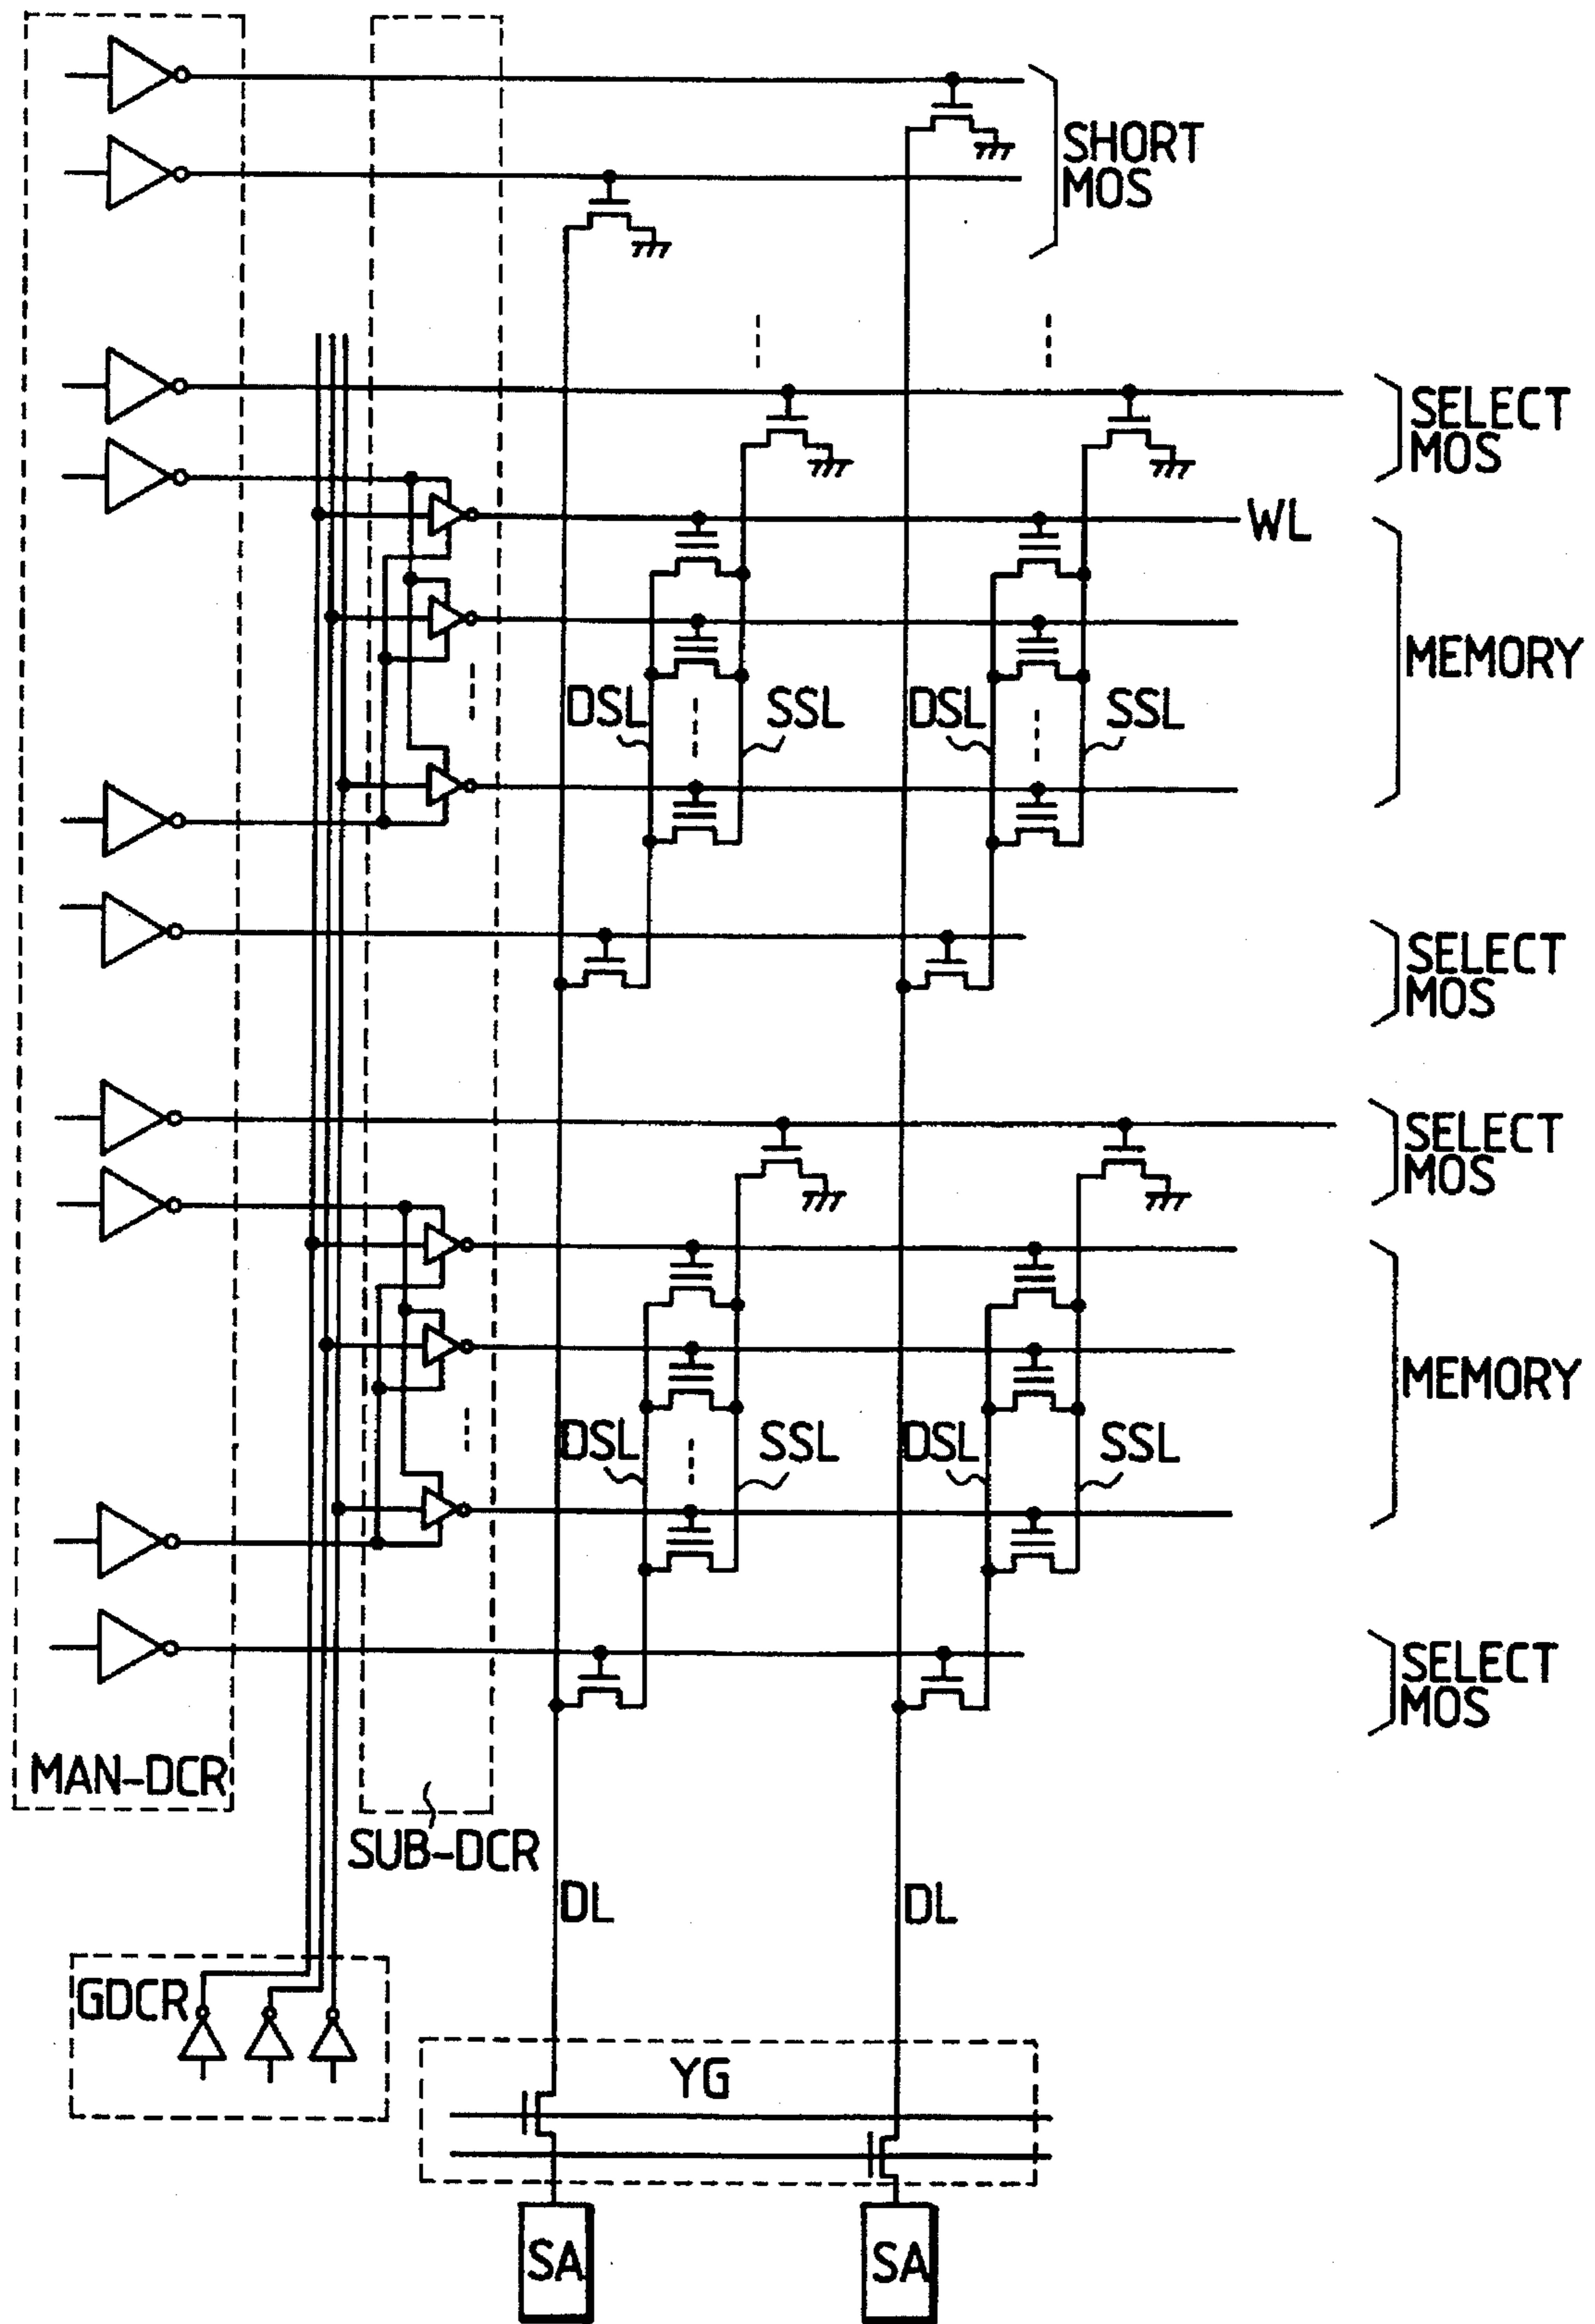 SHORT
MOS
SELECT
MOS
WL
MEMORY
DSL
SSL
DSL
SSL
SELECT
MOS
SELECT
MOS
MEMORY
DSL
SSL
DSL
SSL
SELECT
MOS
MAN-DCR
SUB-DCR
DL
DL
GDCR
YG
SA
SA